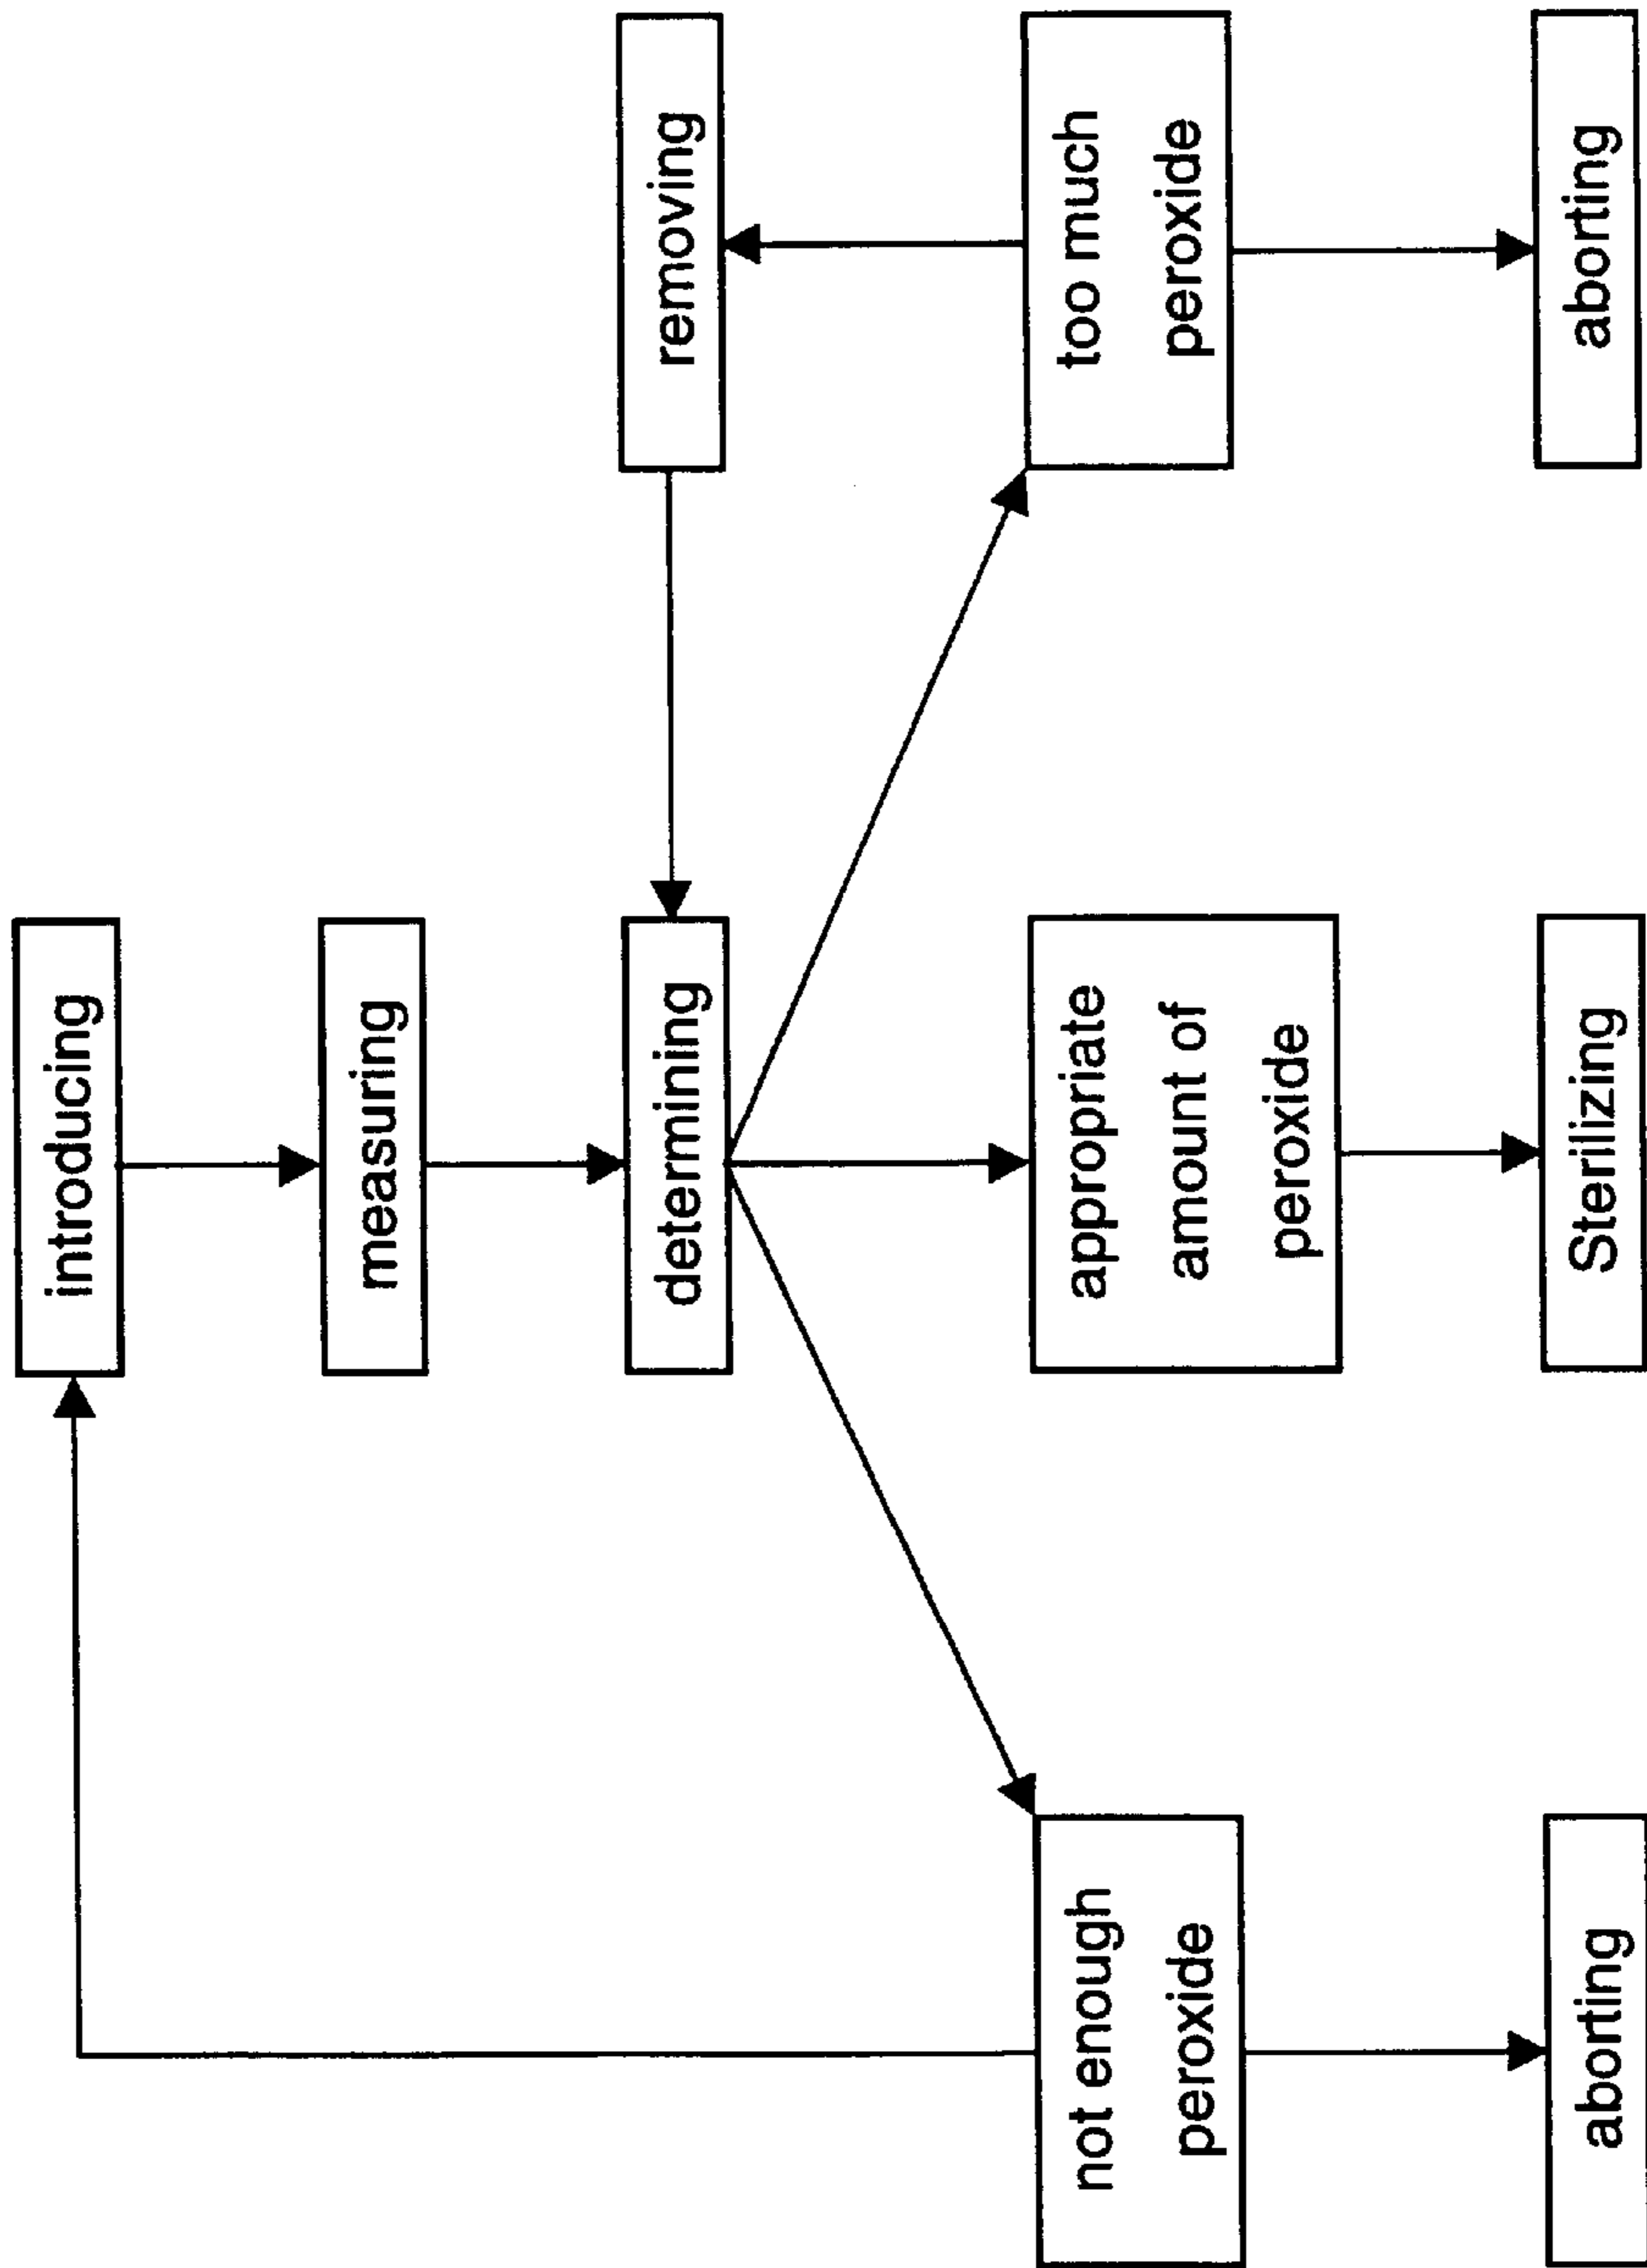 introducing
measuring
determining
removing
not enough
peroxide
appropriate
amount of
peroxide
too much
peroxide
aborting
Sterilizing
aborting